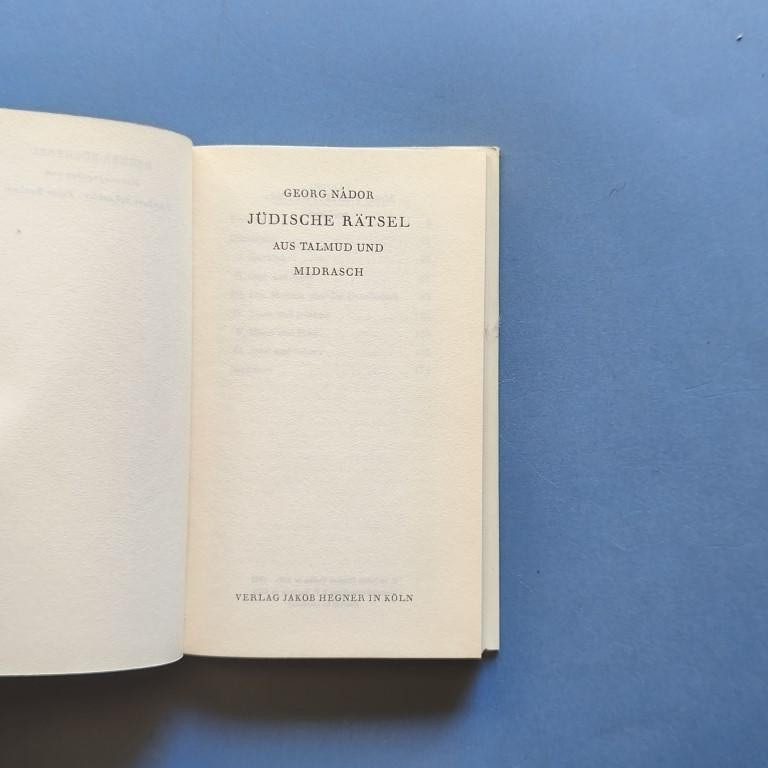 GEORG NÁDOR
JÜDISCHE RÄTSEL
AUS TALMUD UND
MIDRASCH
VERLAG JAKOB HEGNER IN KÖLN